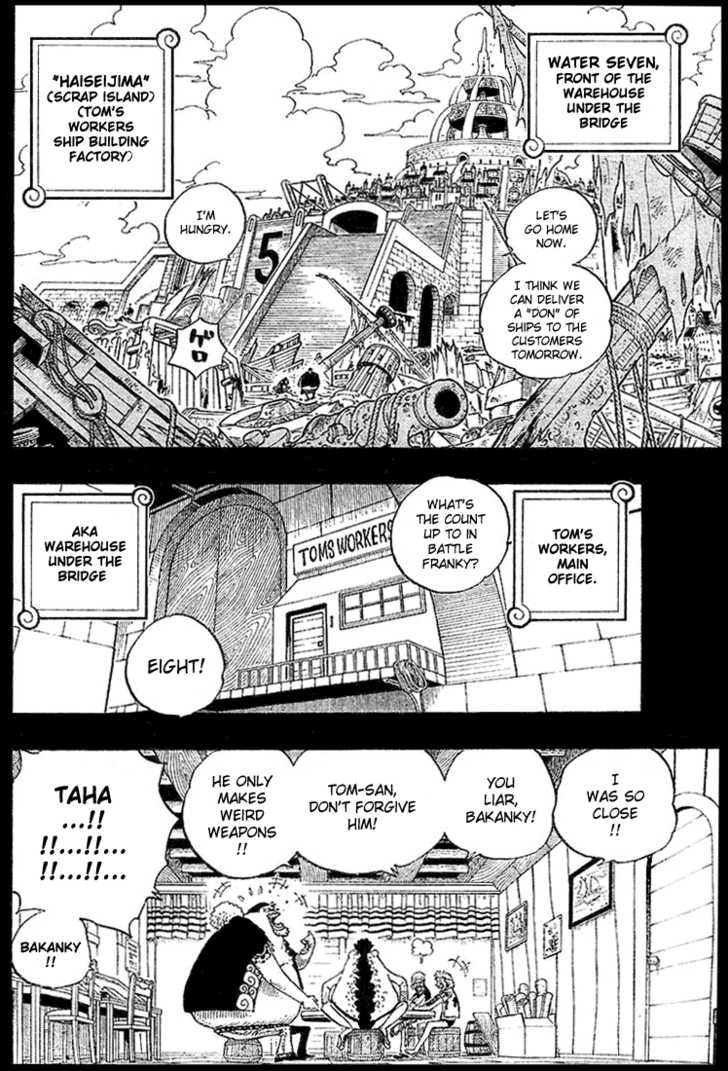 WATER SEVEN,
FRONT OF THE
WAREHOUSE
UNDER THE
BRIDGE
"HAISEIJIMA"
(SCRAP ISLAND)
(TOM'S
WORKERS
SHIP BUILDING
FACTORY)
LET'S
GO HOME
NOW.
I THINK WE
CAN DELIVER
A "DON" OF
SHIPS TO THE
CUSTOMERS
TOMORROW.
I'M
HUNGRY.
5
ゲロ
TOM'S
WORKERS,
MAIN
OFFICE.
WHAT'S
THE COUNT
UP TO IN
BATTLE
FRANKY?
TOMS WORKERS
AKA
WAREHOUSE
UNDER THE
BRIDGE
EIGHT!
I
WAS SO
CLOSE
!!
YOU
LIAR,
BAKANKY!
TOM-SAN,
DON'T FORGIVE
HIM!
HE ONLY
MAKES
WEIRD
WEAPONS
!!
TAHA
...!!
!!...!!...
!!...!!...
BAKANKY
!!